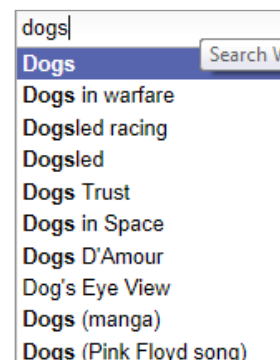 dogs
Dogs
Search
Dogs in warfare
Dogsled racing
Dogsled
Dogs Trust
Dogs in Space
Dogs D'Amour
Dog's Eye View
Dogs (manga)
Dogs (Pink Floyd song)